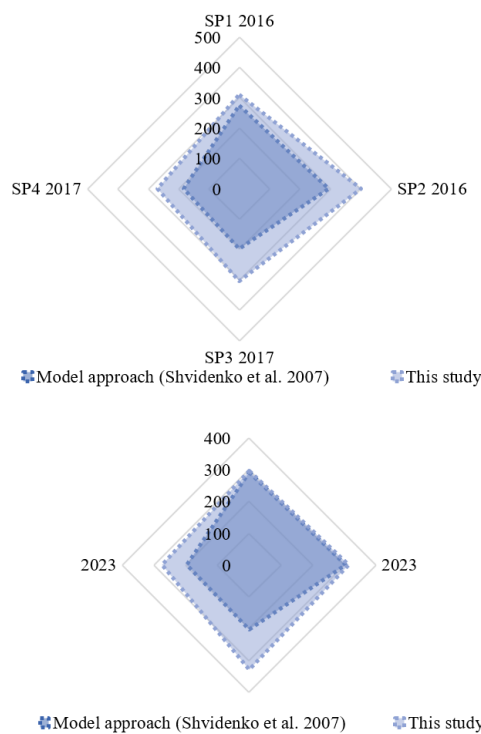 SP1 2016
500
400
300
200
100
SP4 2017
0
SP2 2016
SP3 2017
Model approach (Shvidenko et al. 2007)
This study
400
300
200
100
2023
0
2023
Model approach (Shvidenko et al. 2007)
This study